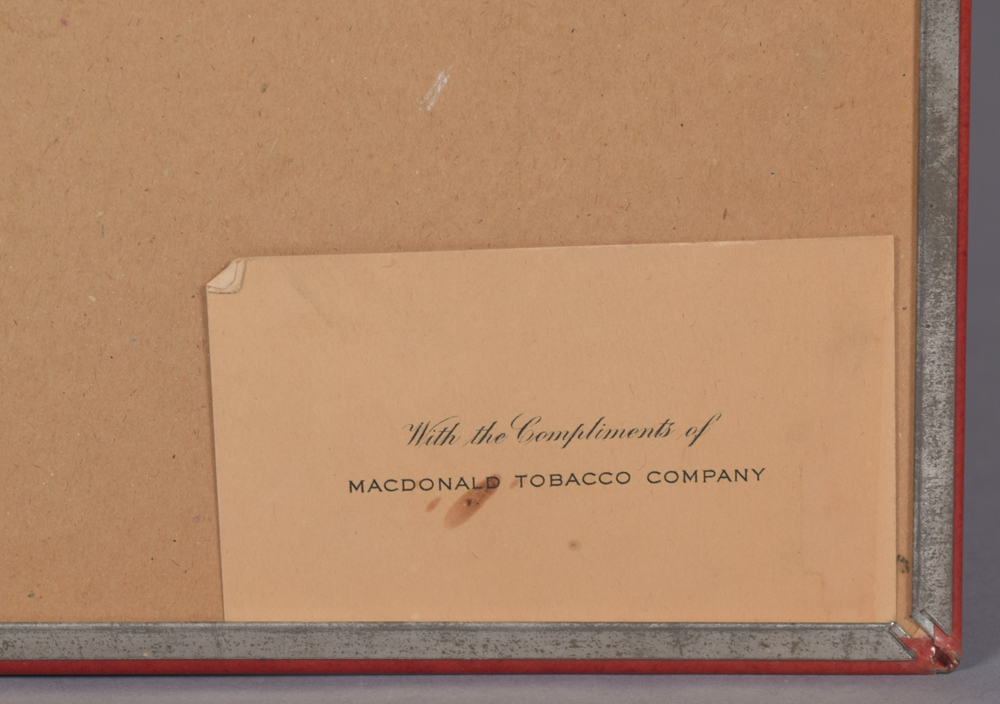 With the Compliments of
MACDONALD TOBACCO COMPANY